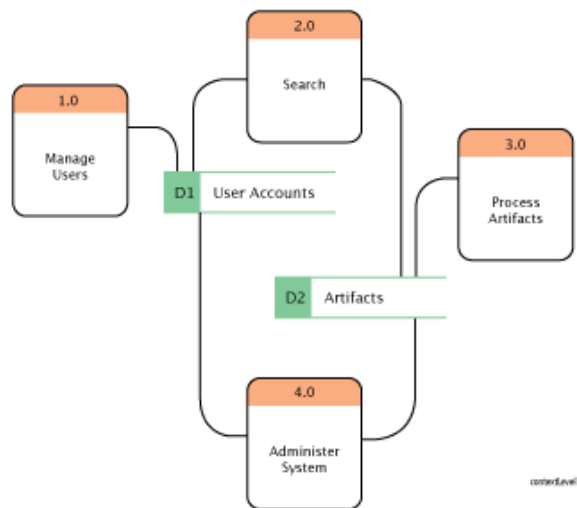 2.0
Search
1.0
Manage
Users
3.0
Process
Artifacts
D1 User Accounts
D2 Artifacts
4.0
Administer
System
contextLevel